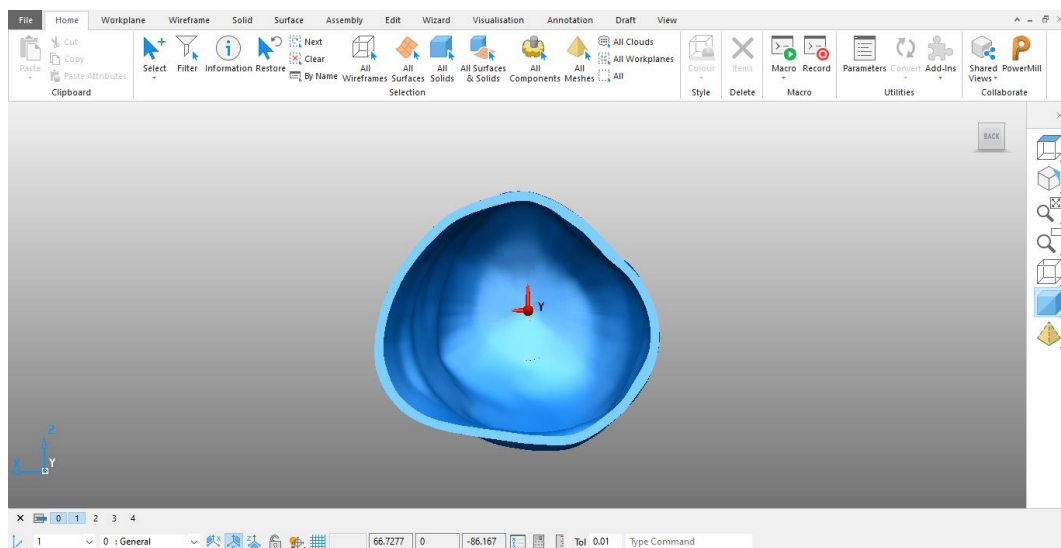 File Home Workplane Wireframe Solid Surface Assembly Edit Wizard Visualisation Annotation Draft View
Paste
Cut
Copy
Paste Attributes
Clipboard
Select Filter Information Restore
Next
Clear
By Name
All Wireframes
All Surfaces
All Solids
All Surfaces & Solids
All Components
All Meshes
All Clouds
All Workplanes
All
Selection
Colour
Style
Items
Delete
Macro Record
Macro
Parameters Convert Add-Ins
Utilities
Shared Views PowerMill
Collaborate
BACK
Y
Z
X Y
0 1 2 3 4
1 0 : General 66.7277 0 -86.167 Tol 0.01 Type Command